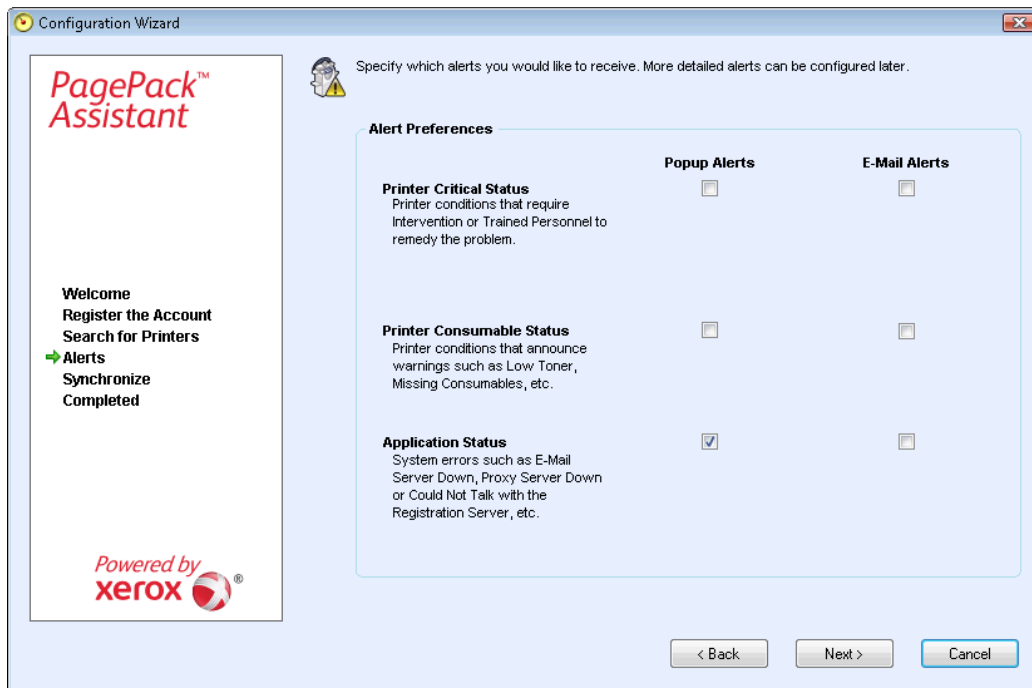 Configuration Wizard
PagePack™
Assistant
Welcome
Register the Account
Search for Printers
Alerts
Synchronize
Completed
Powered by
xerox ®
Specify which alerts you would like to receive. More detailed alerts can be configured later.
Alert Preferences
Popup Alerts E-Mail Alerts
Printer Critical Status
Printer conditions that require
Intervention or Trained Personnel to
remedy the problem.
Printer Consumable Status
Printer conditions that announce
warnings such as Low Toner,
Missing Consumables, etc.
Application Status
System errors such as E-Mail
Server Down, Proxy Server Down
or Could Not Talk with the
Registration Server, etc.
< Back Next > Cancel